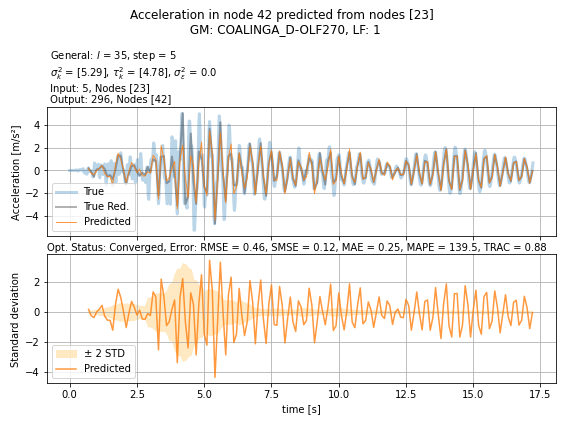 Acceleration in node 42 predicted from nodes [23]
GM: COALINGA_D-OLF270, LF: 1
General: l = 35, step = 5
σ²ₖ = [5.29], τ²ₖ = [4.78], σ²ε = 0.0
Input: 5, Nodes [23]
Output: 296, Nodes [42]
Acceleration [m/s²]
4
2
0
−2
−4
True
True Red.
Predicted
Opt. Status: Converged, Error: RMSE = 0.46, SMSE = 0.12, MAE = 0.25, MAPE = 139.5, TRAC = 0.88
Standard deviation
2
0
−2
−4
± 2 STD
Predicted
0.0 2.5 5.0 7.5 10.0 12.5 15.0 17.5
time [s]